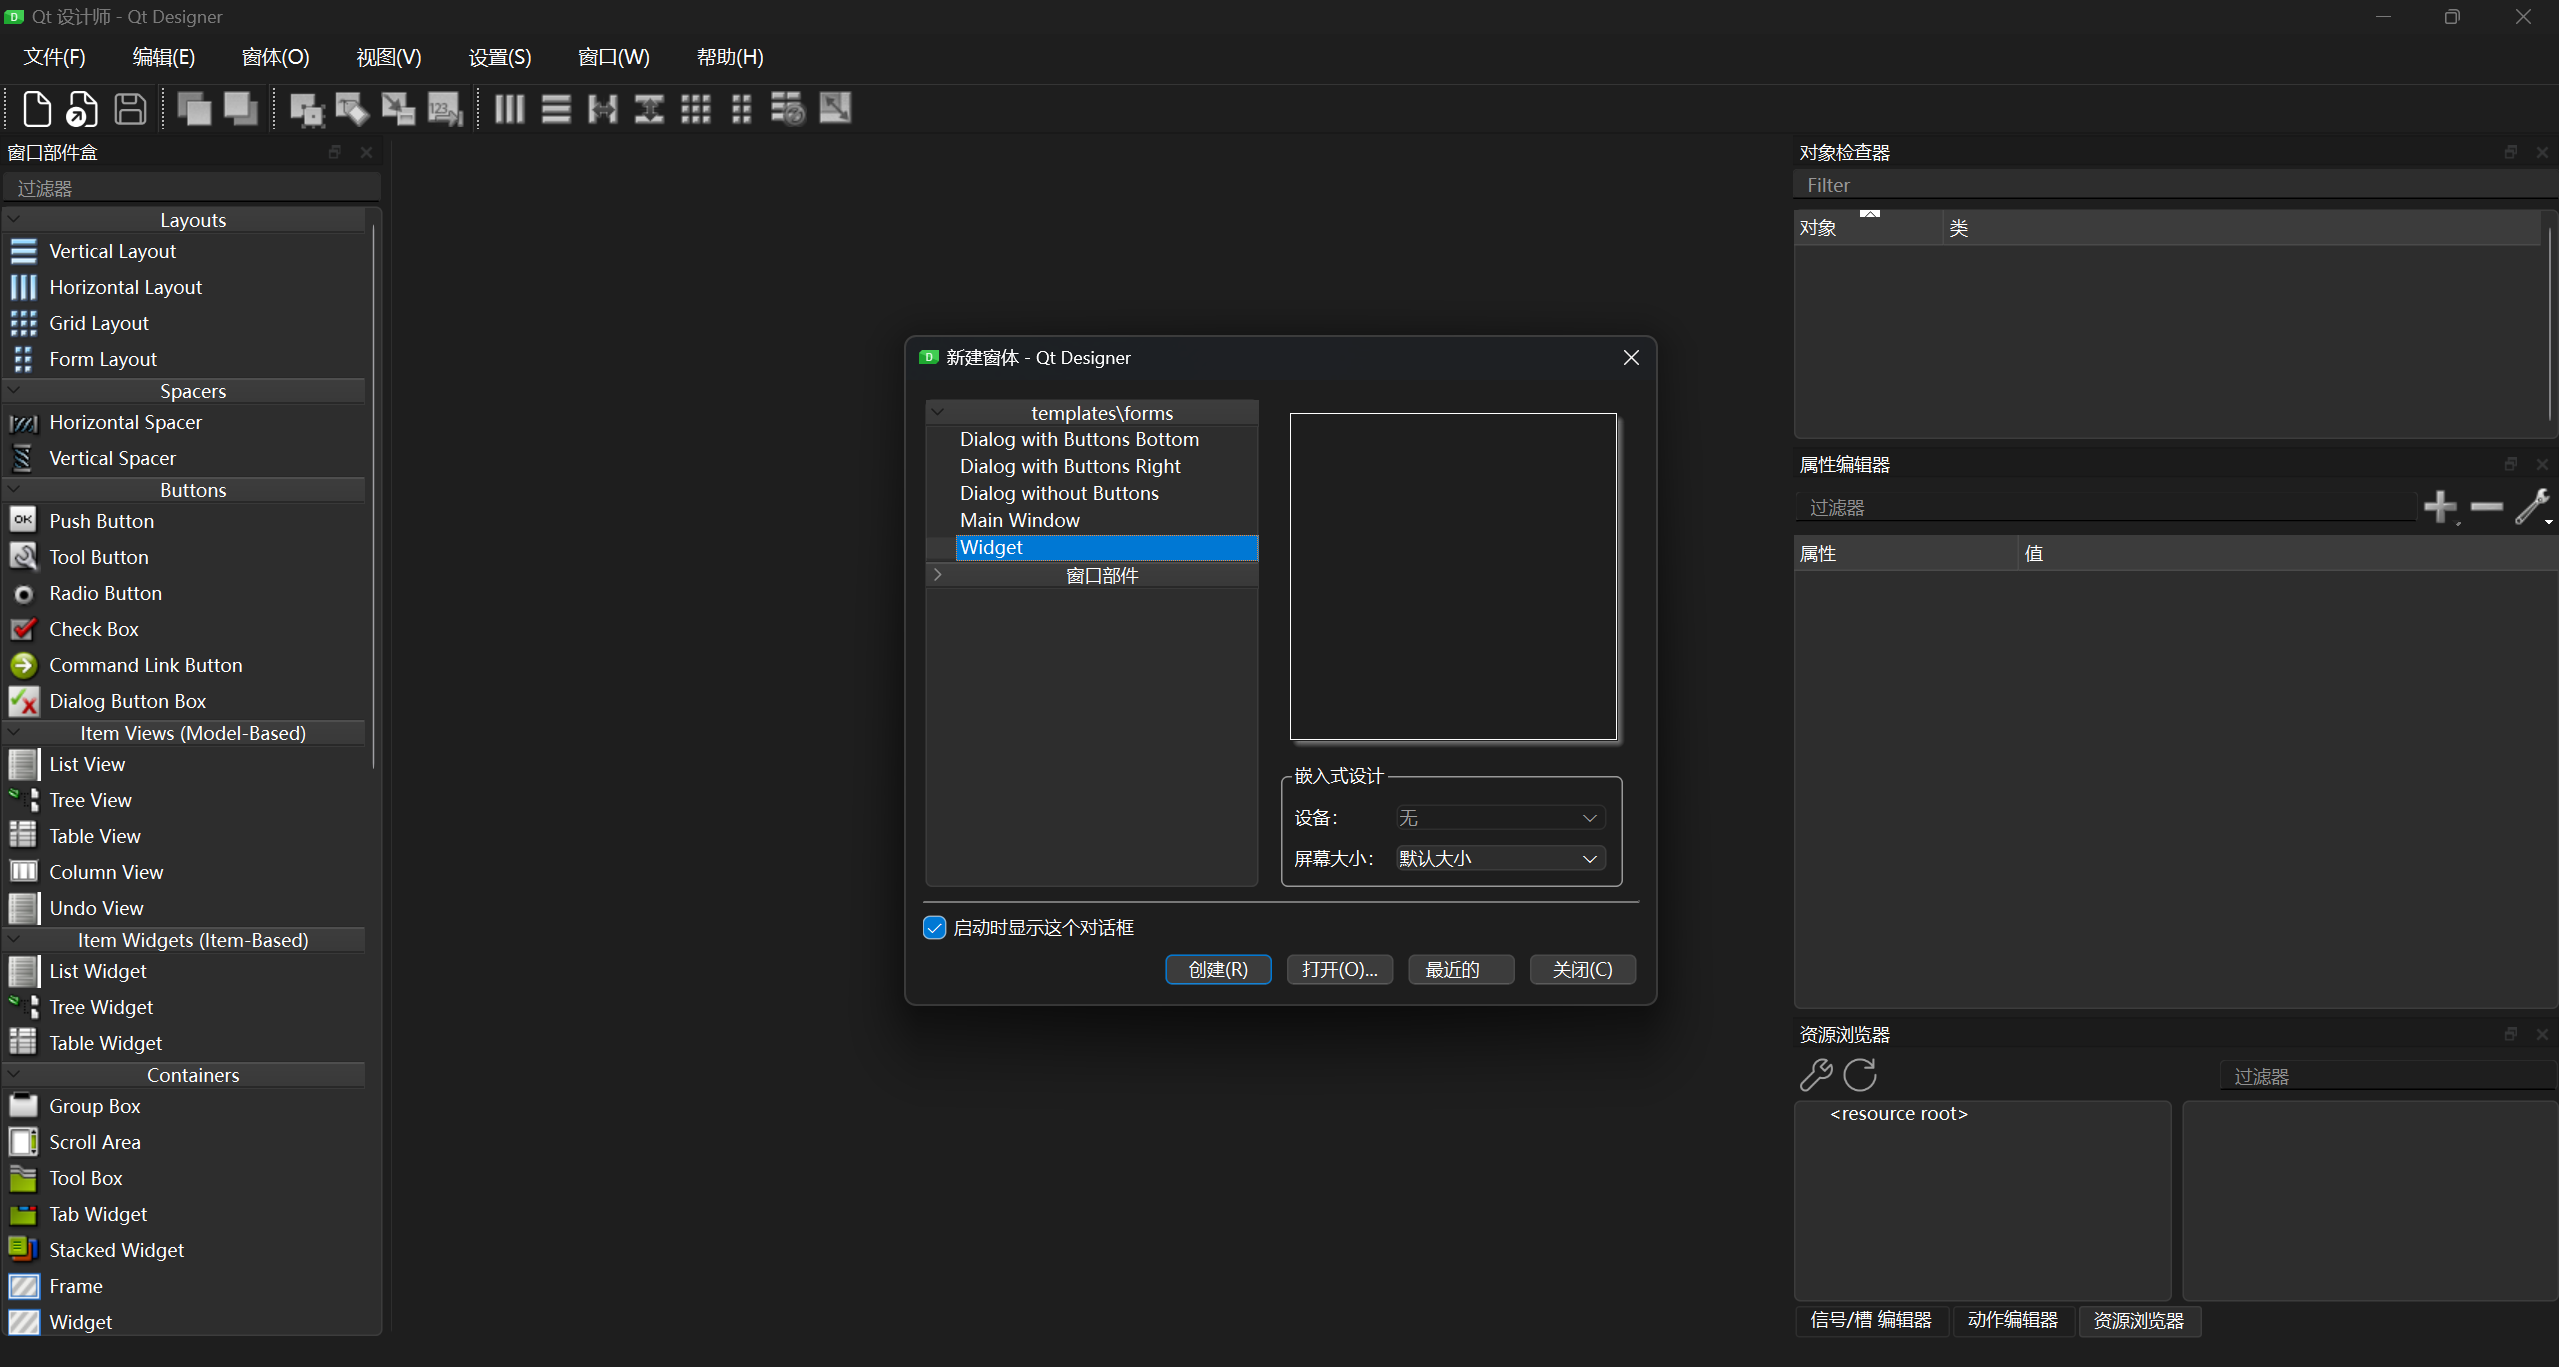 Qt 设计师 - Qt Designer
文件(F) 编辑(E) 窗体(O) 视图(V) 设置(S) 窗口(W) 帮助(H)
窗口部件盒
过滤器
Layouts
Vertical Layout
Horizontal Layout
Grid Layout
Form Layout
Spacers
Horizontal Spacer
Vertical Spacer
Buttons
OK Push Button
Tool Button
Radio Button
Check Box
Command Link Button
Dialog Button Box
Item Views (Model-Based)
List View
Tree View
Table View
Column View
Undo View
Item Widgets (Item-Based)
List Widget
Tree Widget
Table Widget
Containers
Group Box
Scroll Area
Tool Box
Tab Widget
Stacked Widget
Frame
Widget
新建窗体 - Qt Designer
templates\forms
Dialog with Buttons Bottom
Dialog with Buttons Right
Dialog without Buttons
Main Window
Widget
窗口部件
嵌入式设计
设备： 无
屏幕大小： 默认大小
启动时显示这个对话框
创建(R) 打开(O)... 最近的 关闭(C)
对象检查器
Filter
对象 类
属性编辑器
过滤器
属性 值
资源浏览器
过滤器
<resource root>
信号/槽 编辑器 动作编辑器 资源浏览器